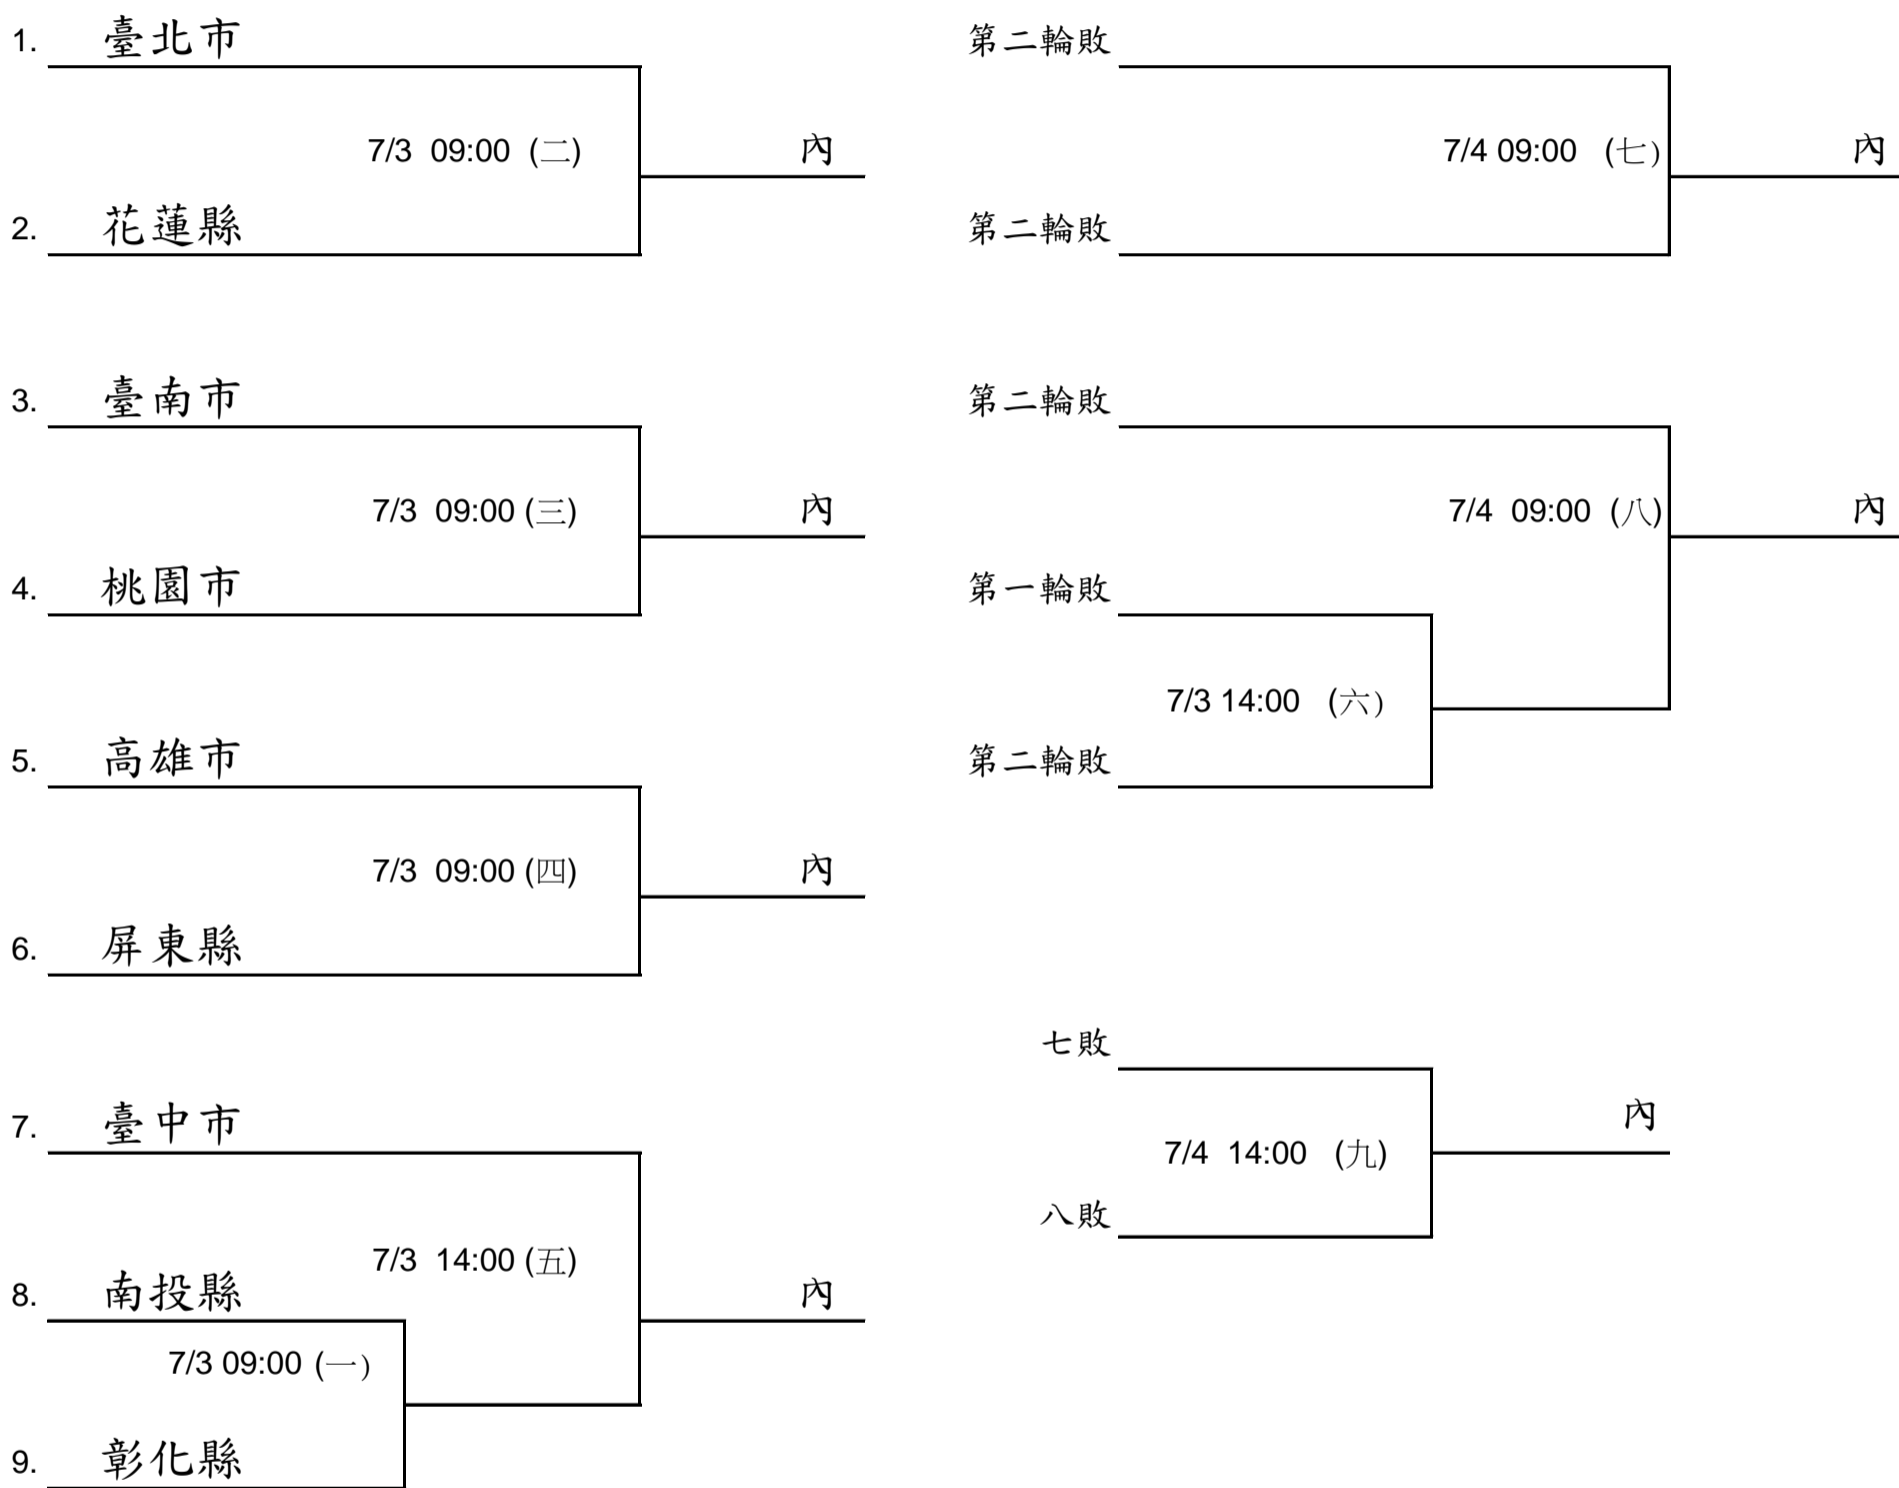 1. 臺北市
7/3 09:00 (二)
內
2. 花蓮縣
3. 臺南市
7/3 09:00 (三)
內
4. 桃園市
5. 高雄市
7/3 09:00 (四)
內
6. 屏東縣
7. 臺中市
7/3 14:00 (五)
內
8. 南投縣
7/3 09:00 (一)
9. 彰化縣
第二輪敗
7/4 09:00 (七)
內
第二輪敗
第二輪敗
7/4 09:00 (八)
內
第一輪敗
7/3 14:00 (六)
第二輪敗
七敗
內
7/4 14:00 (九)
八敗